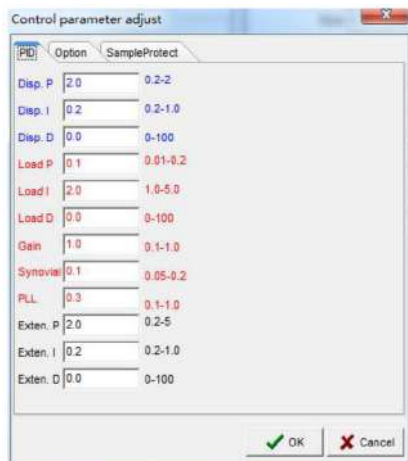 Control parameter adjust
PID Option SampleProtect
Disp. P 2.0 0.2-2
Disp. I 0.2 0.2-1.0
Disp. D 0.0 0-100
Load P 0.1 0.01-0.2
Load I 2.0 1.0-5.0
Load D 0.0 0-100
Gain 1.0 0.1-1.0
Synovial 0.1 0.05-0.2
PLL 0.3 0.1-1.0
Exten. P 2.0 0.2-5
Exten. I 0.2 0.2-1.0
Exten. D 0.0 0-100
OK Cancel